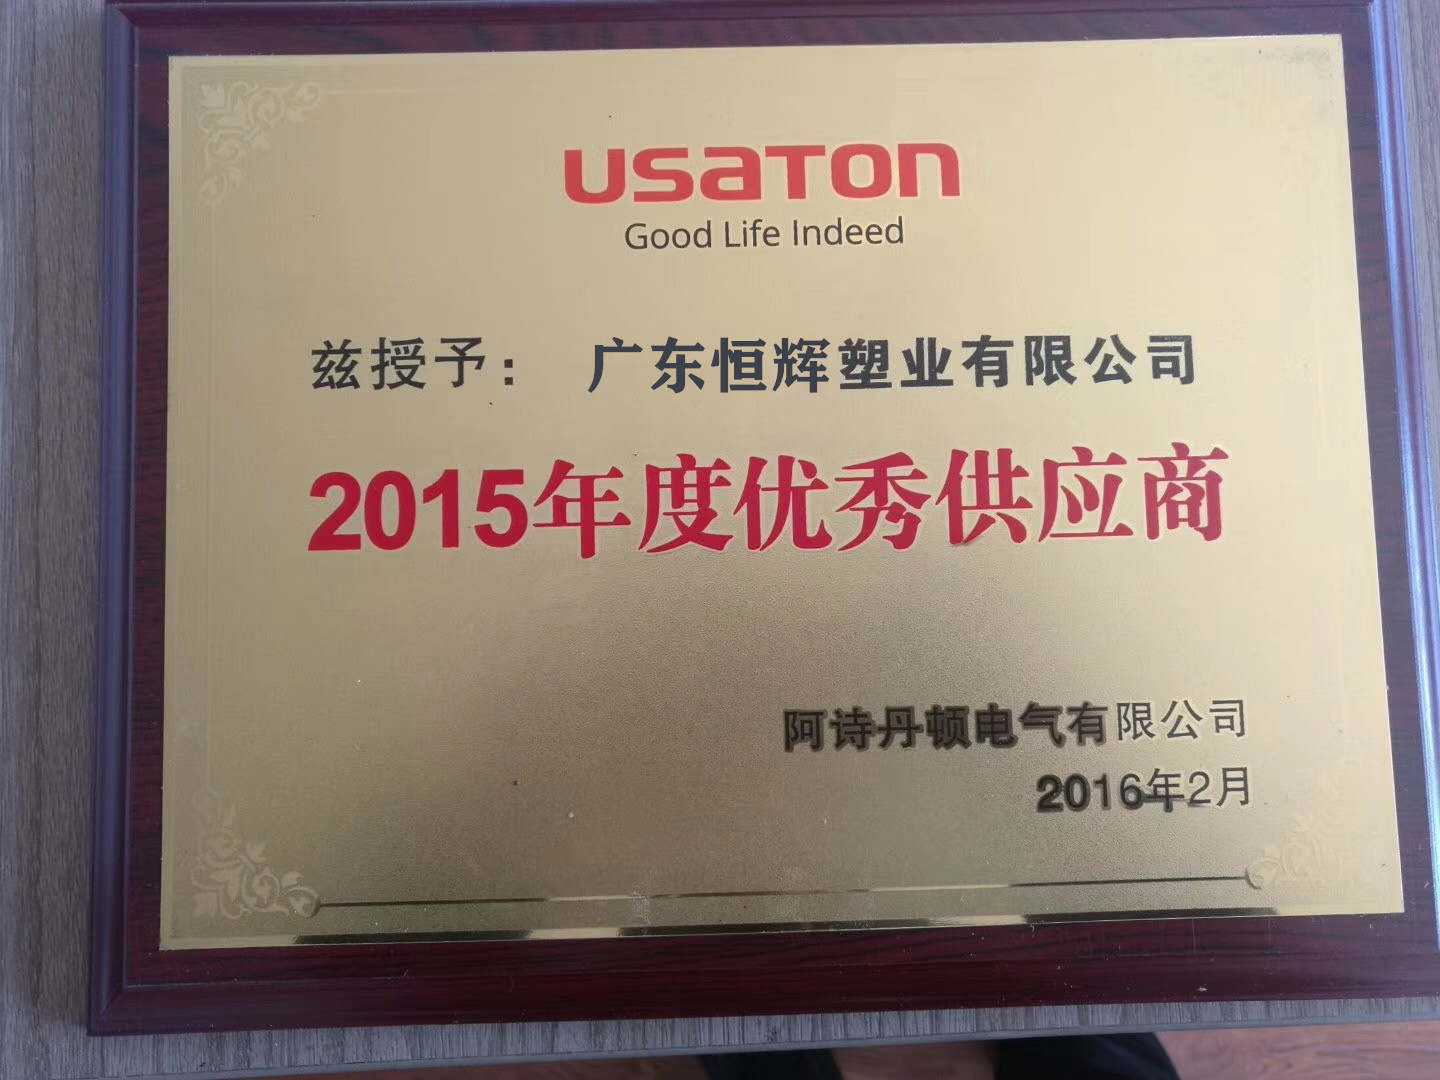 USATON
Good Life Indeed
兹授予： 广东恒辉塑业有限公司
2015年度优秀供应商
阿诗丹顿电气有限公司
2016年2月